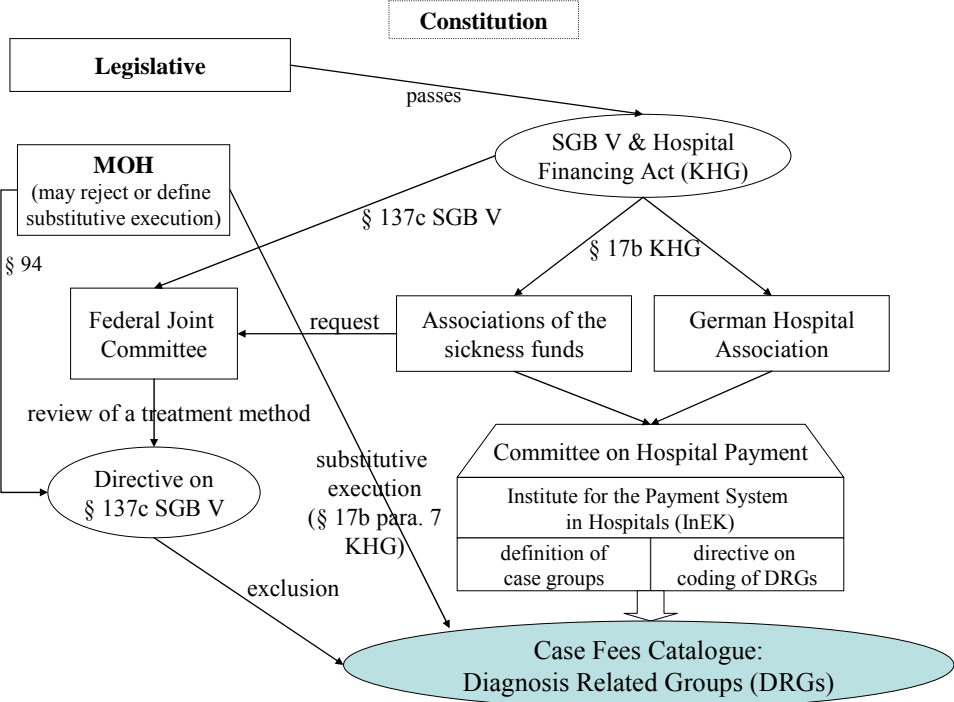 Constitution
Legislative
passes
SGB V & Hospital
Financing Act (KHG)
MOH
(may reject or define
substitutive execution)
§ 137c SGB V
§ 17b KHG
§ 94
Federal Joint
Committee
request
Associations of the
sickness funds
German Hospital
Association
review of a treatment method
Directive on
§ 137c SGB V
substitutive
execution
(§ 17b para. 7
KHG)
Committee on Hospital Payment
Institute for the Payment System
in Hospitals (InEK)
definition of
case groups
directive on
coding of DRGs
exclusion
Case Fees Catalogue:
Diagnosis Related Groups (DRGs)